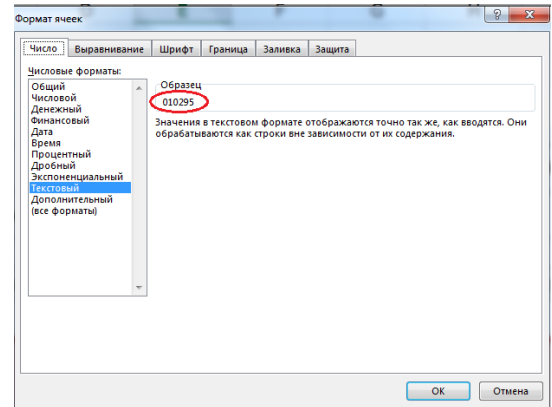 Формат ячеек
Число Выравнивание Шрифт Граница Заливка Защита
Числовые форматы:
Общий
Числовой
Денежный
Финансовый
Дата
Время
Процентный
Дробный
Экспоненциальный
Текстовый
Дополнительный
(все форматы)
Образец
010295
Значения в текстовом формате отображаются точно так же, как вводятся. Они
обрабатываются как строки вне зависимости от их содержания.
ОК Отмена